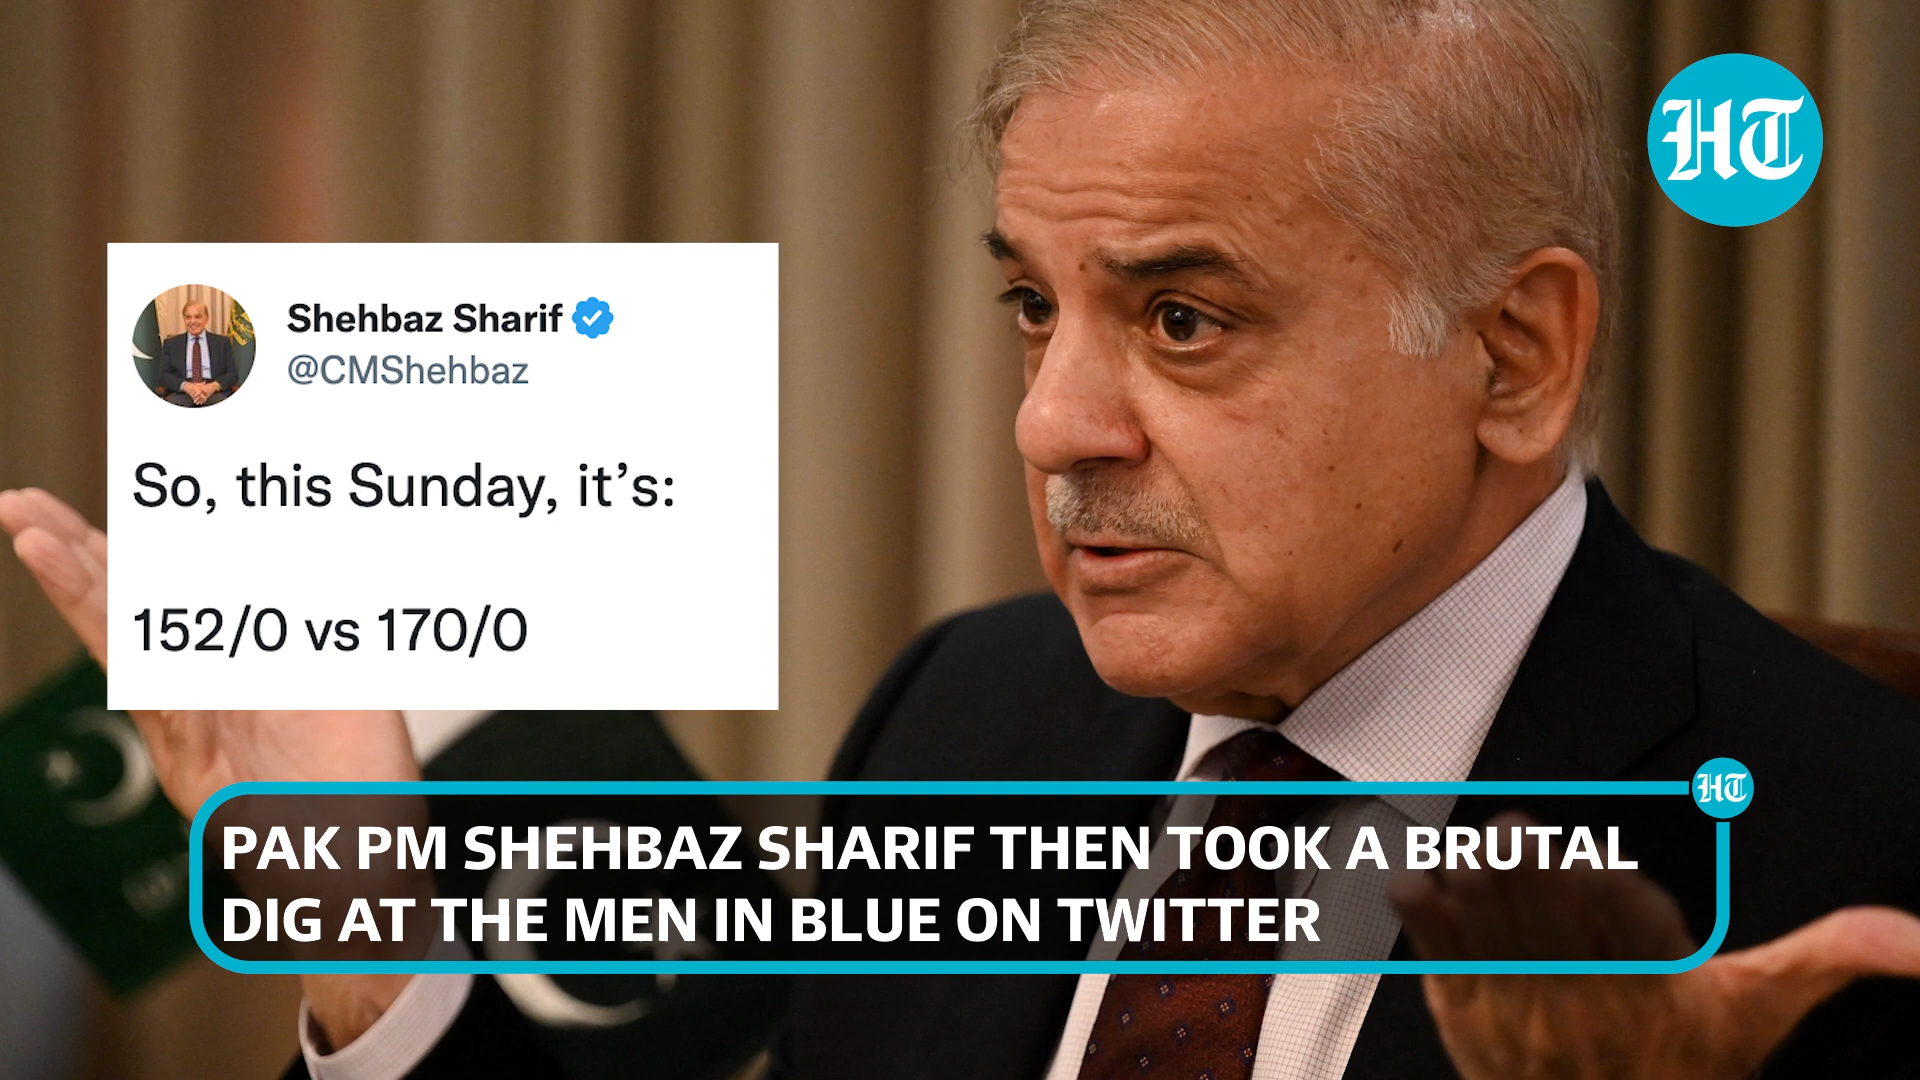 HT
Shehbaz Sharif
@CMShehbaz
So, this Sunday, it’s:
152/0 vs 170/0
HT
PAK PM SHEHBAZ SHARIF THEN TOOK A BRUTAL
DIG AT THE MEN IN BLUE ON TWITTER